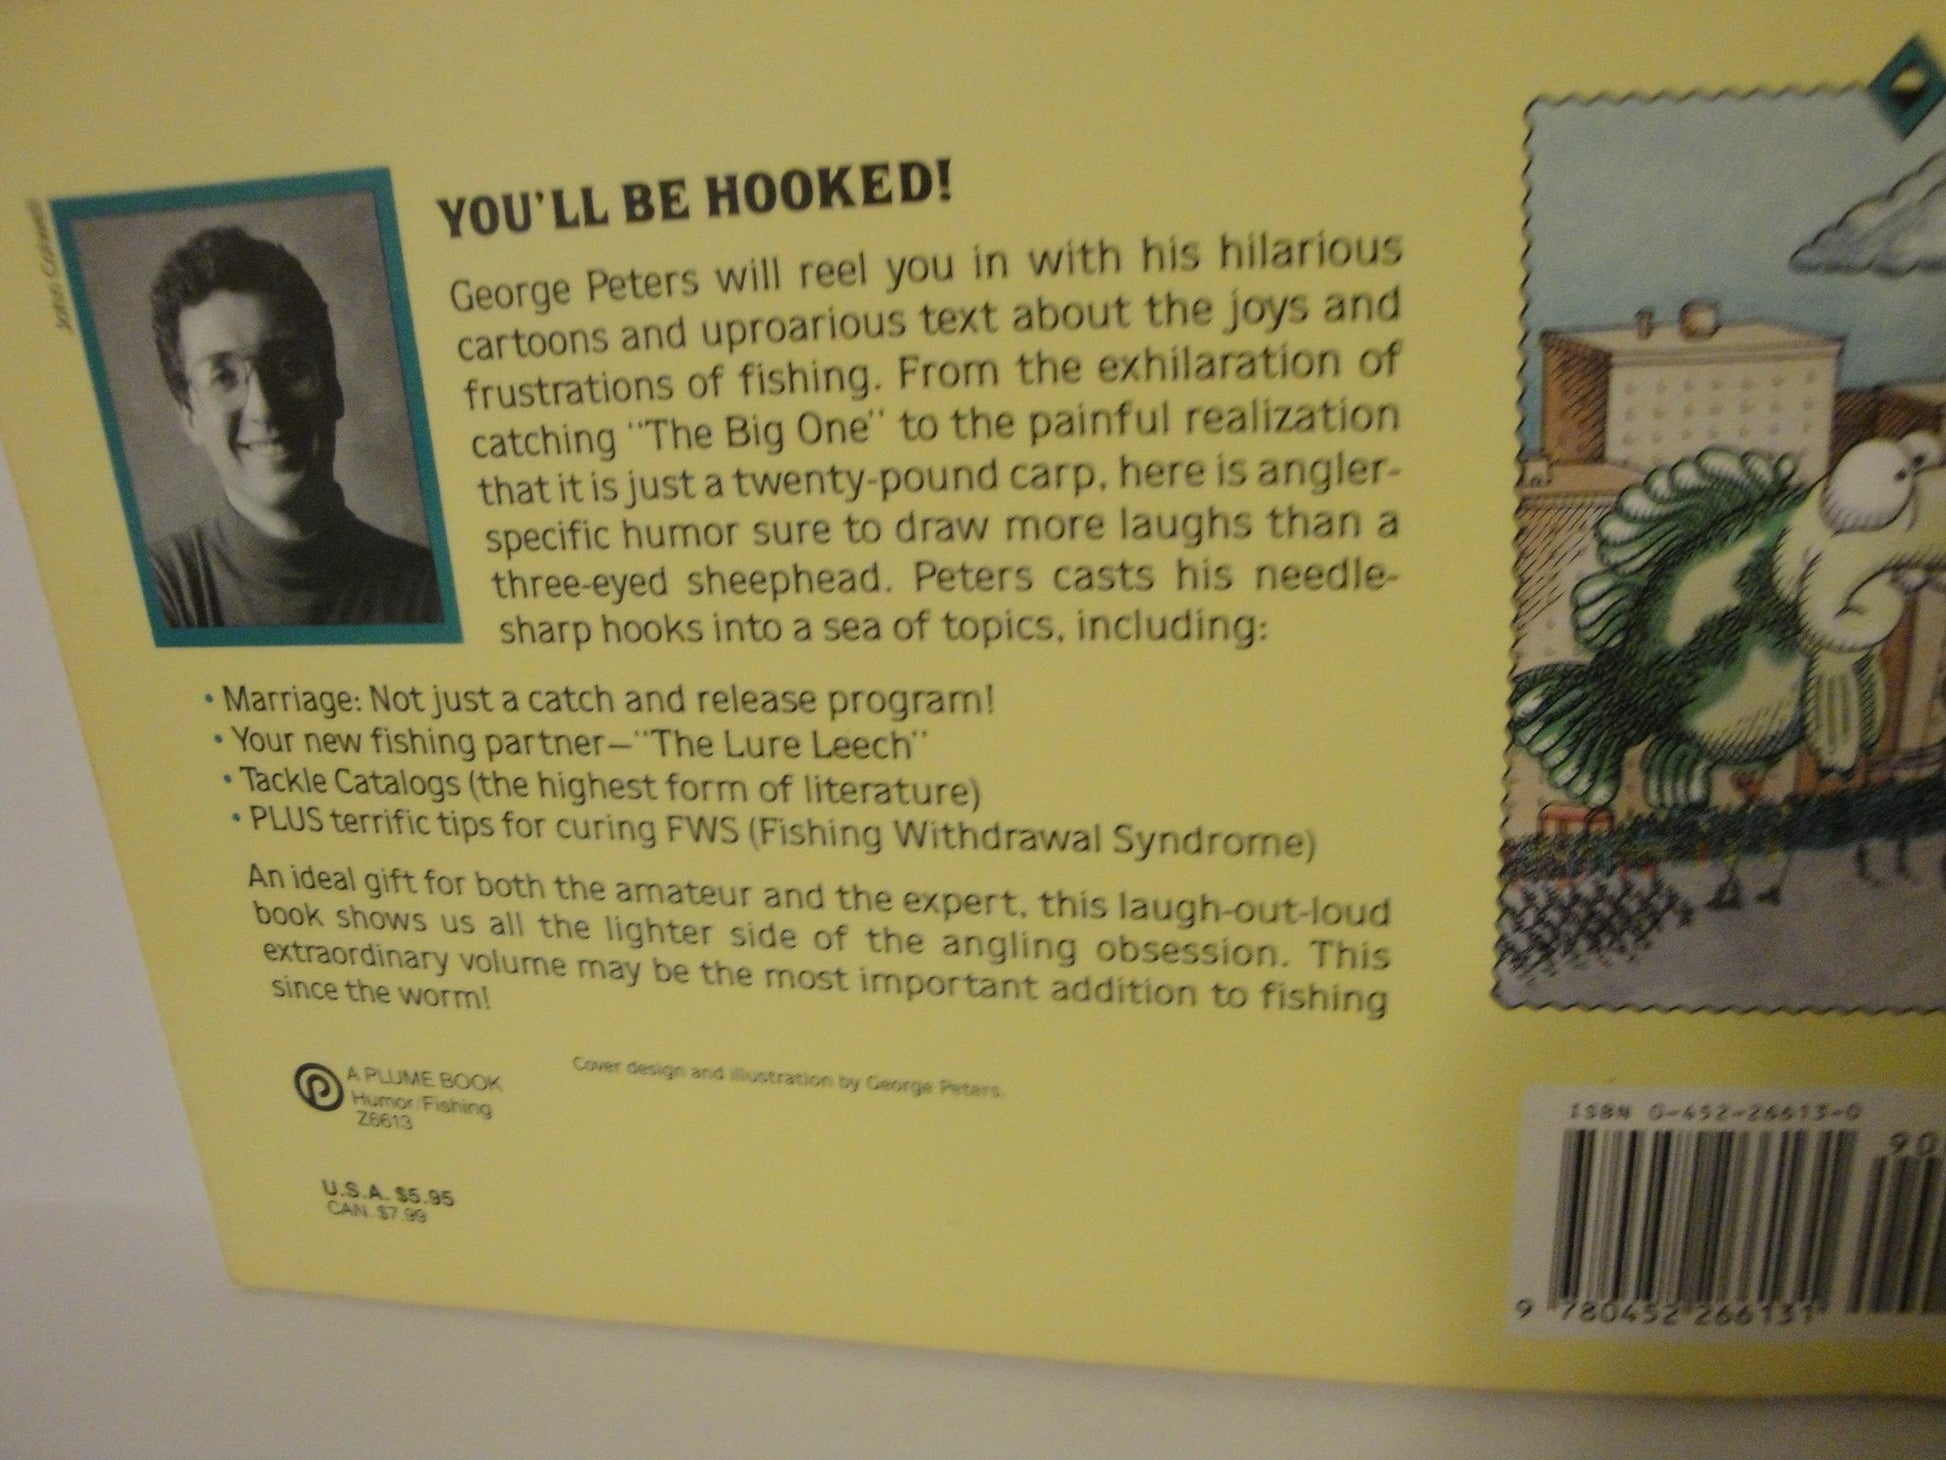 YOU'LL BE HOOKED!
George Peters will reel you in with his hilarious
cartoons and uproarious text about the joys and
frustrations of fishing. From the exhilaration of
catching "The Big One" to the painful realization
that it is just a twenty-pound carp, here is angler-
specific humor sure to draw more laughs than a
three-eyed sheephead. Peters casts his needle-
sharp hooks into a sea of topics, including:
• Marriage: Not just a catch and release program!
• Your new fishing partner—"The Lure Leech"
• Tackle Catalogs (the highest form of literature)
• PLUS terrific tips for curing FWS (Fishing Withdrawal Syndrome)
An ideal gift for both the amateur and the expert, this laugh-out-loud
book shows us all the lighter side of the angling obsession. This
extraordinary volume may be the most important addition to fishing
since the worm!
A PLUME BOOK
Humor/Fishing
Z6613
Cover design and illustration by George Peters.
U.S.A. $5.95
CAN. $7.99
ISBN 0-452-26613-0
90
9 780452 266131